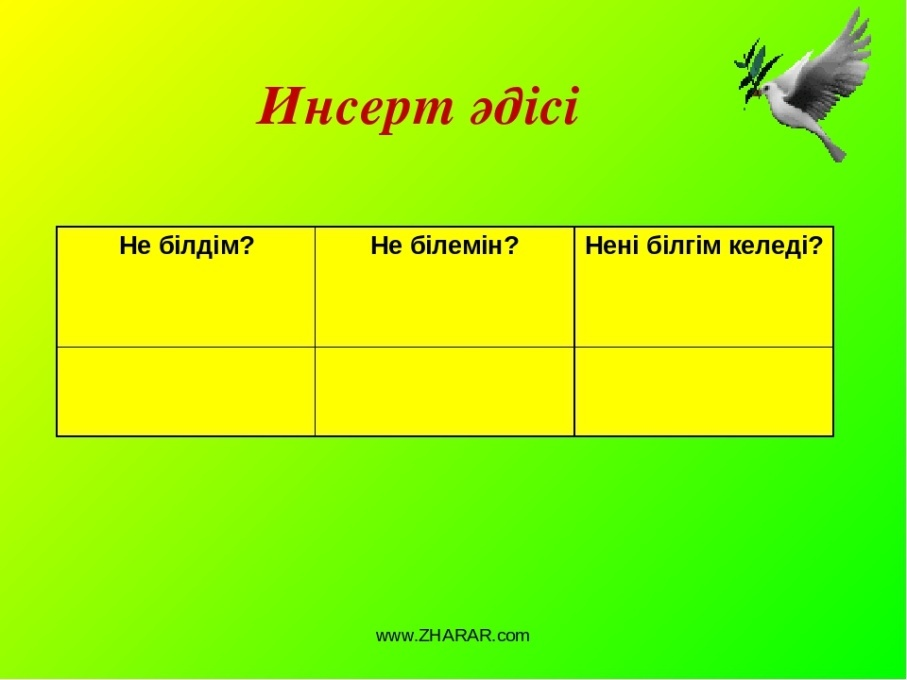 Инсерт әдісі
Не білдім?
Не білемін?
Нені білгім келеді?
www.ZHARAR.com